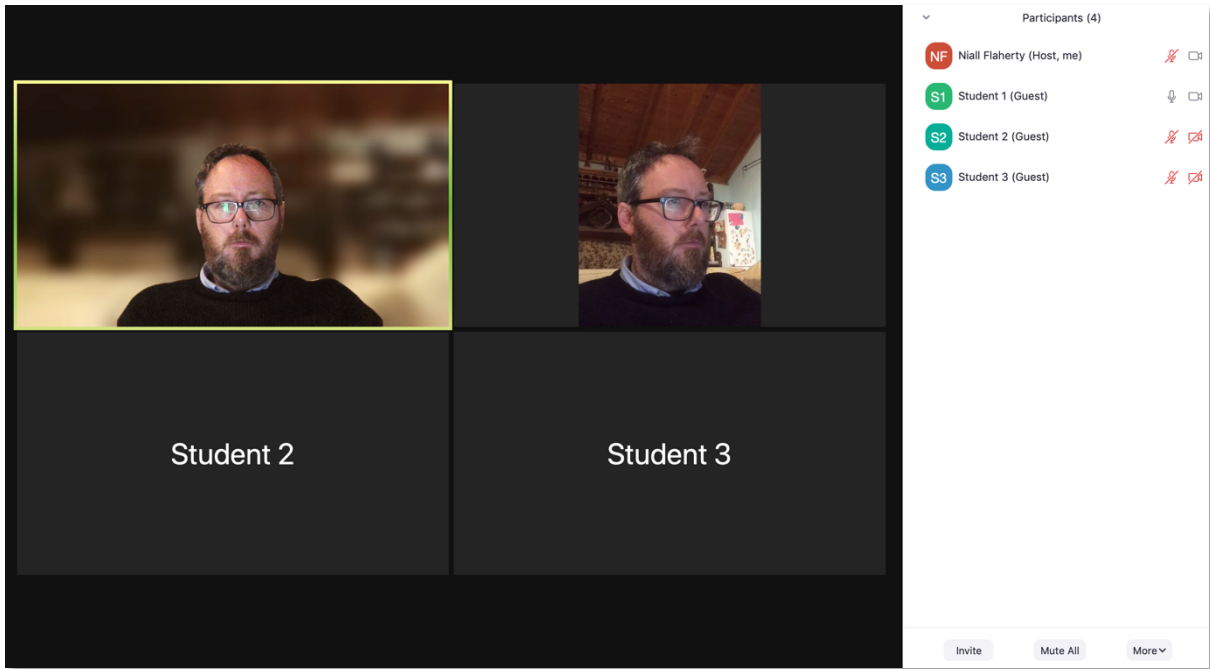 Participants (4)
NF Niall Flaherty (Host, me)
S1 Student 1 (Guest)
S2 Student 2 (Guest)
S3 Student 3 (Guest)
Student 2
Student 3
Invite
Mute All
More